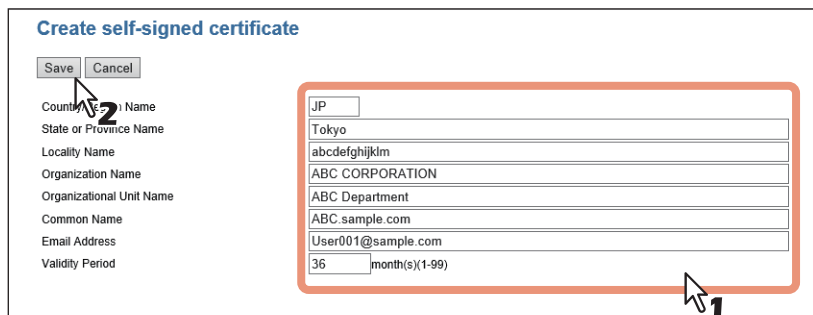 Create self-signed certificate
Save Cancel
2
Name JP
State or Province Name Tokyo
Locality Name abcdefghijklm
Organization Name ABC CORPORATION
Organizational Unit Name ABC Department
Common Name ABC.sample.com
Email Address User001@sample.com
Validity Period 36 month(s)(1-99)
1